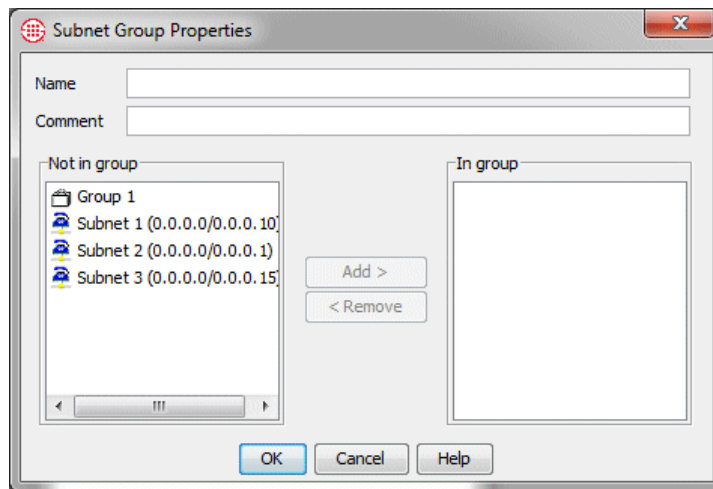 Subnet Group Properties
Name
Comment
Not in group
In group
Group 1
Subnet 1 (0.0.0.0/0.0.0.10)
Subnet 2 (0.0.0.0/0.0.0.1)
Subnet 3 (0.0.0.0/0.0.0.15)
Add >
< Remove
OK
Cancel
Help